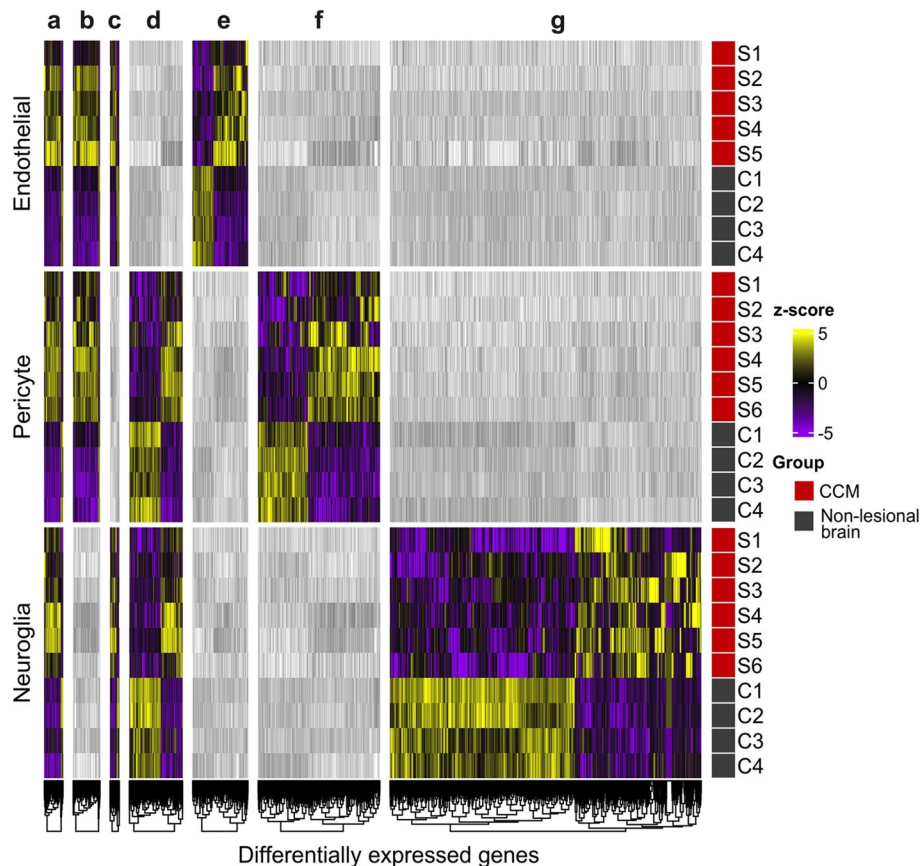 a b c d e f g
Endothelial
S1
S2
S3
S4
S5
C1
C2
C3
C4
Pericyte
S1
S2
S3
S4
S5
S6
C1
C2
C3
C4
Neuroglia
S1
S2
S3
S4
S5
S6
C1
C2
C3
C4
z-score
5
0
-5
Group
CCM
Non-lesional
brain
Differentially expressed genes